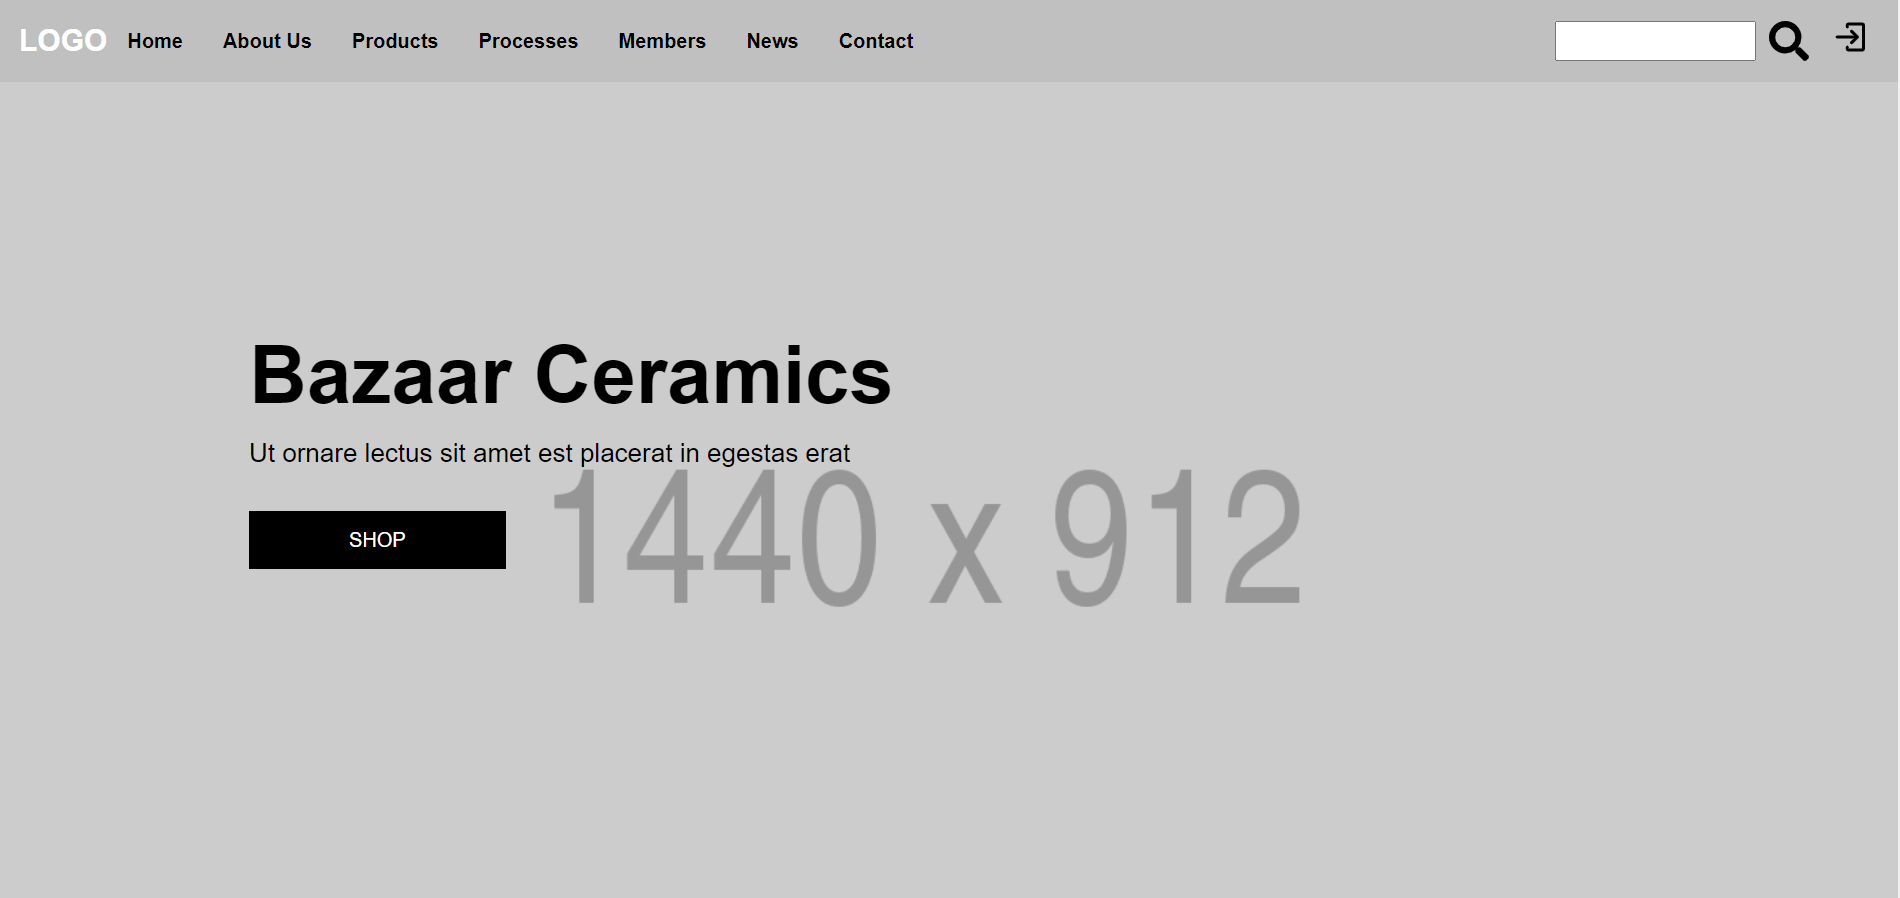 LOGO Home About Us Products Processes Members News Contact
Bazaar Ceramics
Ut ornare lectus sit amet est placerat in egestas erat
SHOP
1440 x 912